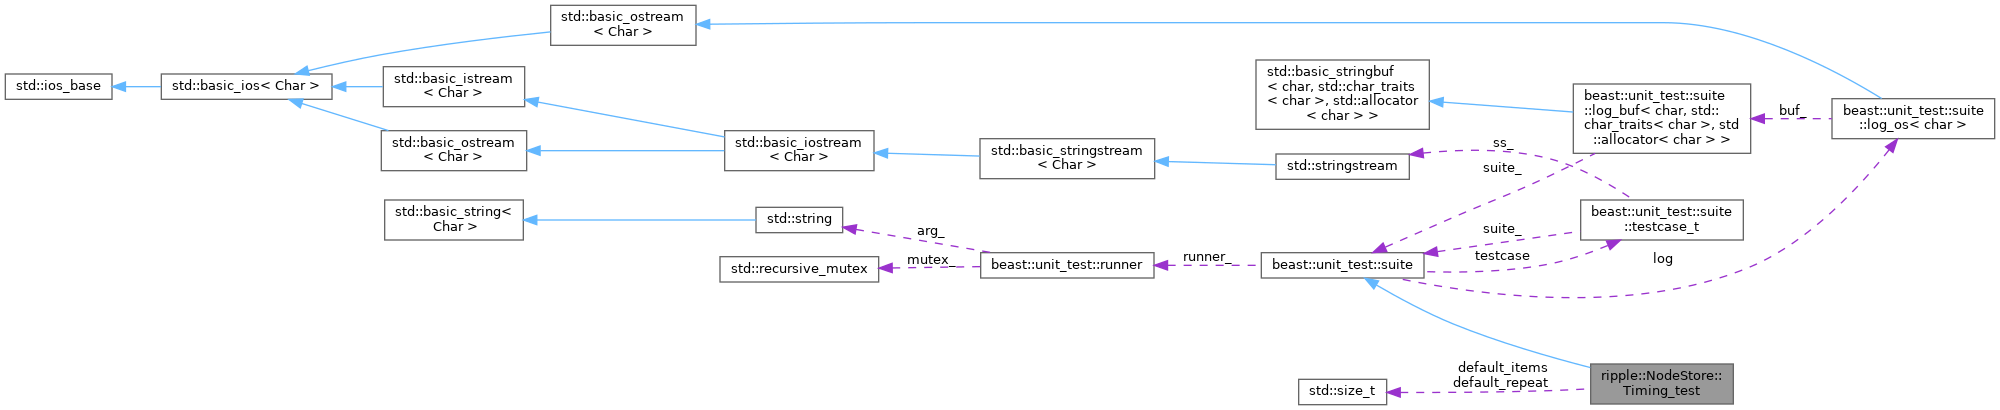 std::basic_ostream
< Char >
std::ios_base
std::basic_ios< Char >
std::basic_istream
< Char >
std::basic_ostream
< Char >
std::basic_iostream
< Char >
std::basic_stringstream
< Char >
std::basic_stringbuf
< char, std::char_traits
< char >, std::allocator
< char > >
std::stringstream
beast::unit_test::suite
::log_buf< char, std::
char_traits< char >, std
::allocator< char > >
buf_
beast::unit_test::suite
::log_os< char >
ss_
suite_
std::basic_string<
Char >
std::string
arg_
mutex_
std::recursive_mutex
beast::unit_test::runner
runner_
beast::unit_test::suite
suite_
testcase
beast::unit_test::suite
::testcase_t
log
default_items
default_repeat
std::size_t
ripple::NodeStore::
Timing_test